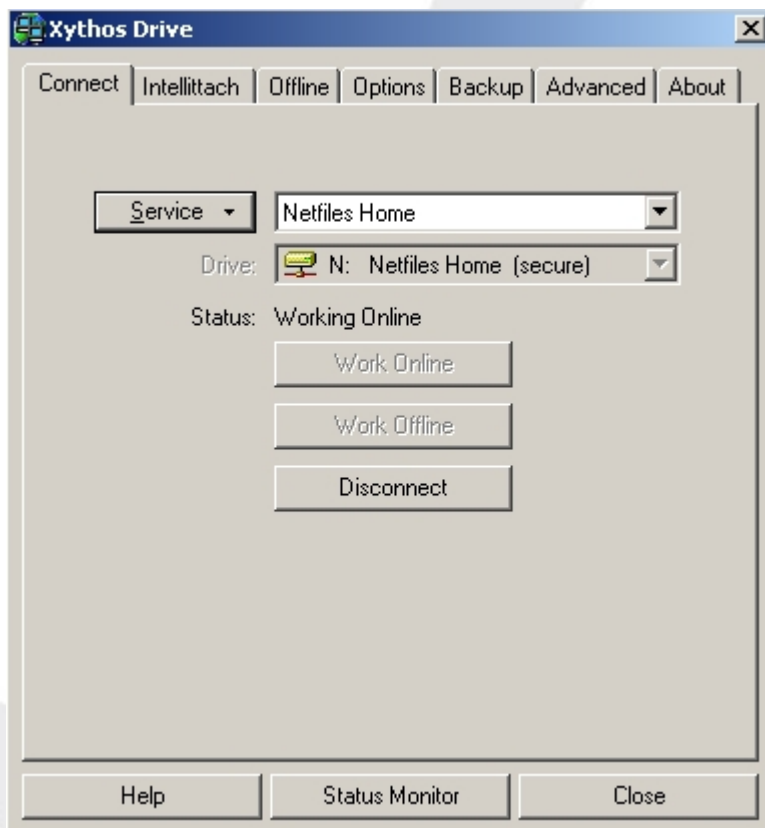 Xythos Drive
Connect Intellittach Offline Options Backup Advanced About
Service Netfiles Home
Drive: N: Netfiles Home (secure)
Status: Working Online
Work Online
Work Offline
Disconnect
Help Status Monitor Close